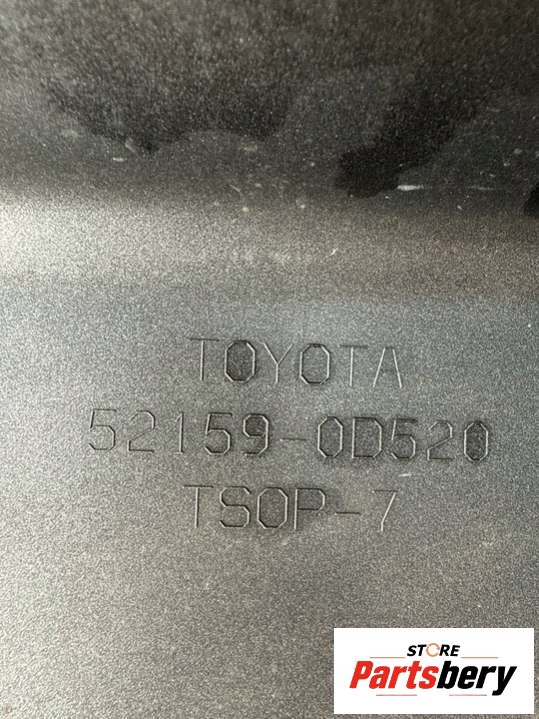 TOYOTA
52159-0D520
TSOP-7
STORE
Partsbery